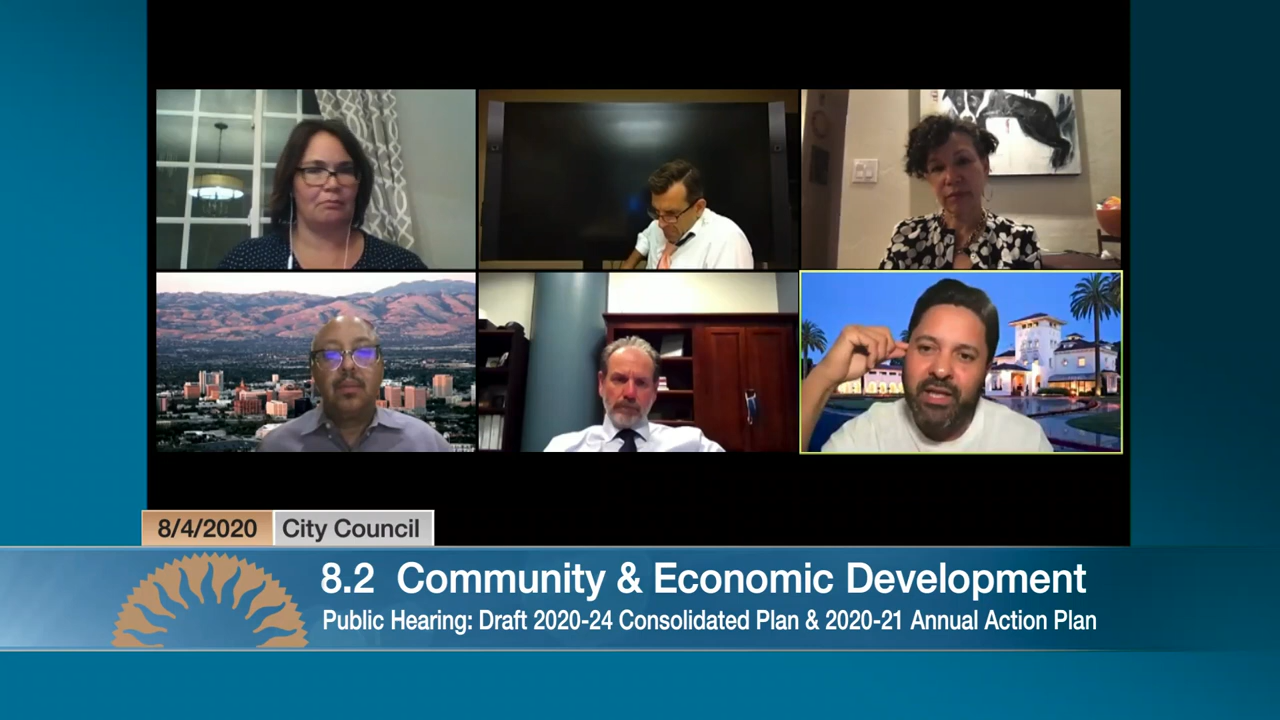 8/4/2020 City Council
8.2 Community & Economic Development
Public Hearing: Draft 2020-24 Consolidated Plan & 2020-21 Annual Action Plan